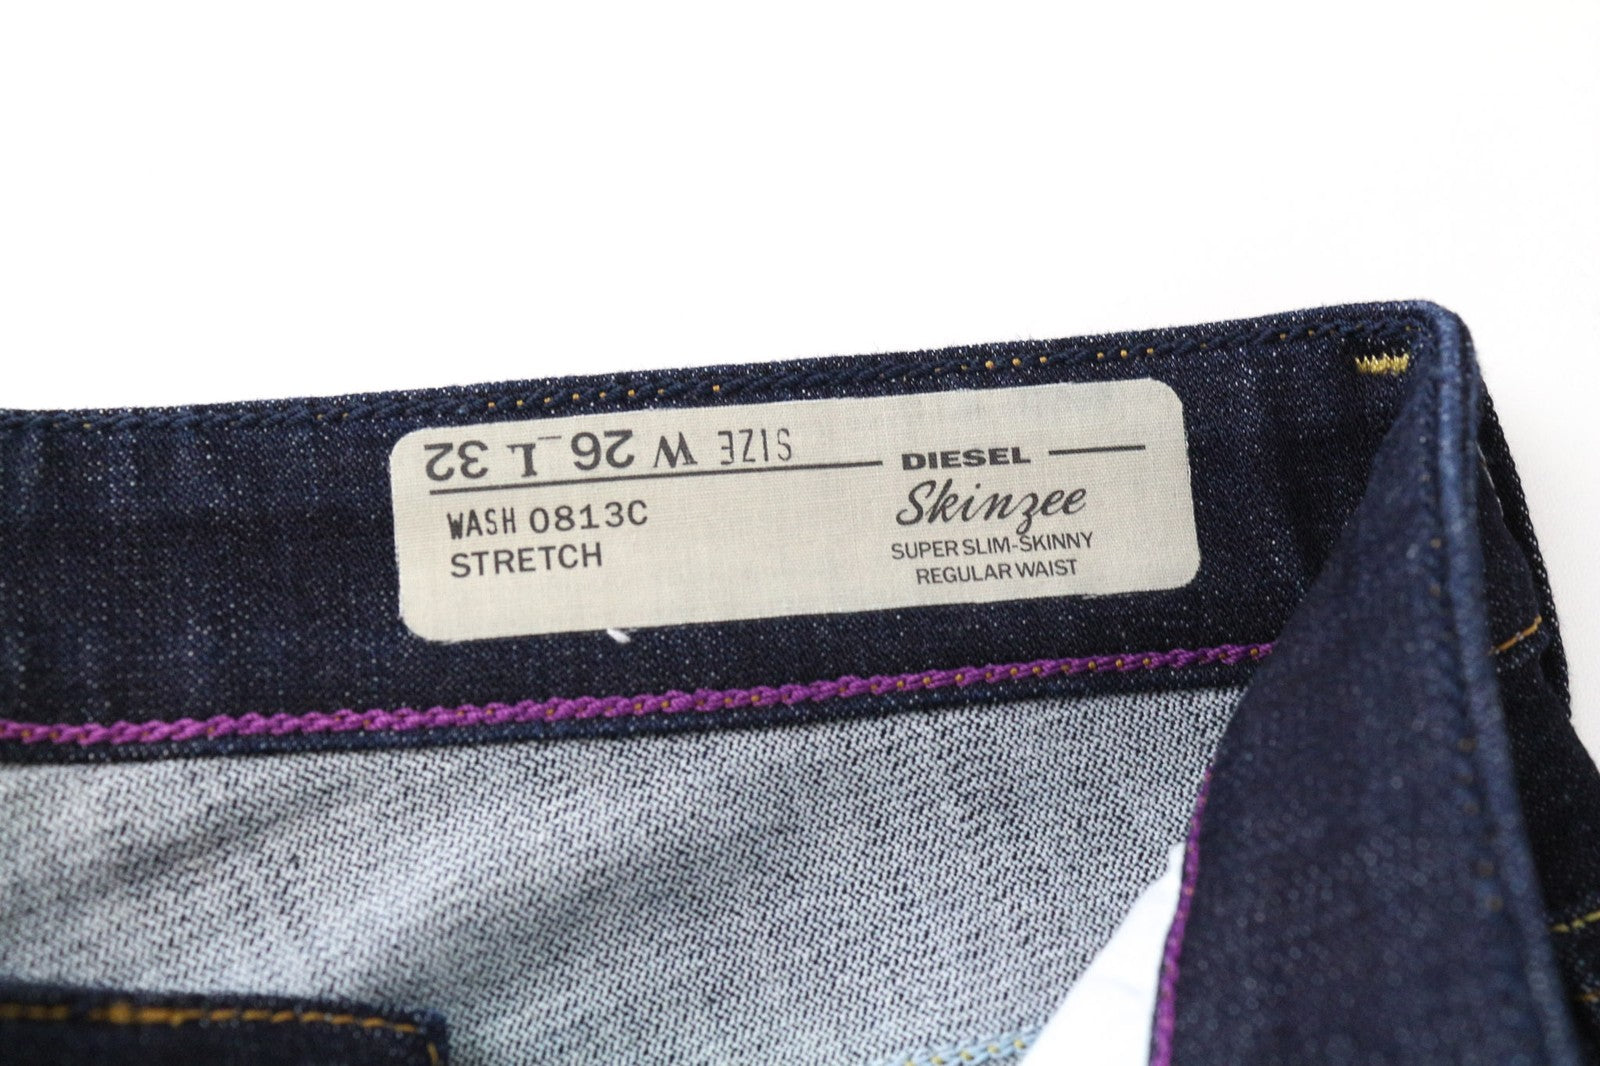 SIZE W 26 L 32
DIESEL
Skinzee
SUPER SLIM-SKINNY
REGULAR WAIST
WASH 0813C
STRETCH